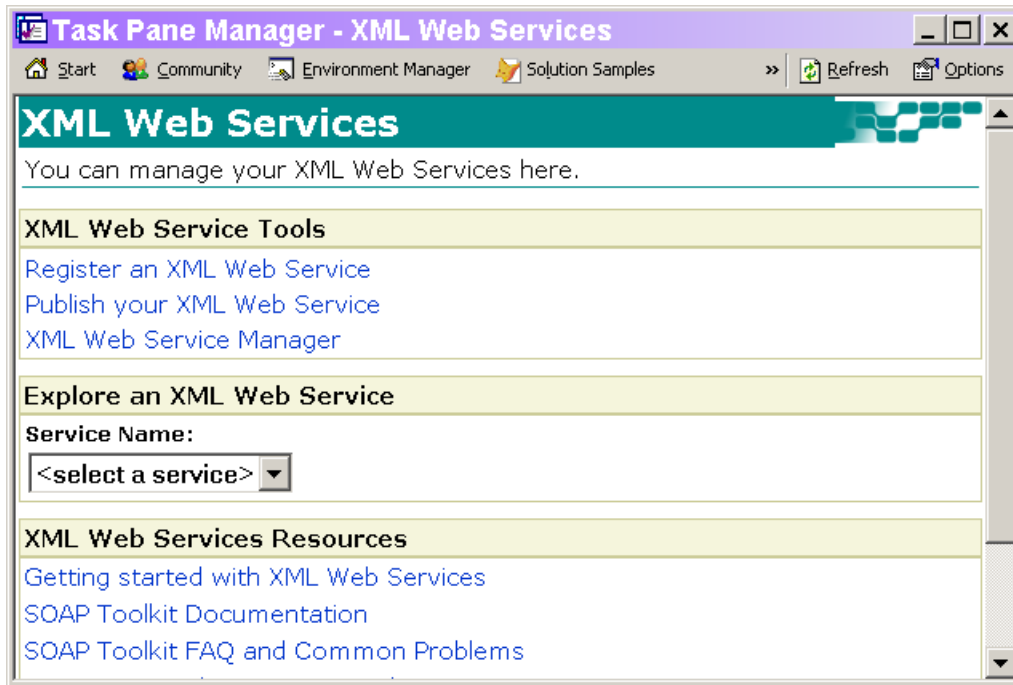 Task Pane Manager - XML Web Services
Start Community Environment Manager Solution Samples » Refresh Options
XML Web Services
You can manage your XML Web Services here.
XML Web Service Tools
Register an XML Web Service
Publish your XML Web Service
XML Web Service Manager
Explore an XML Web Service
Service Name:
<select a service>
XML Web Services Resources
Getting started with XML Web Services
SOAP Toolkit Documentation
SOAP Toolkit FAQ and Common Problems